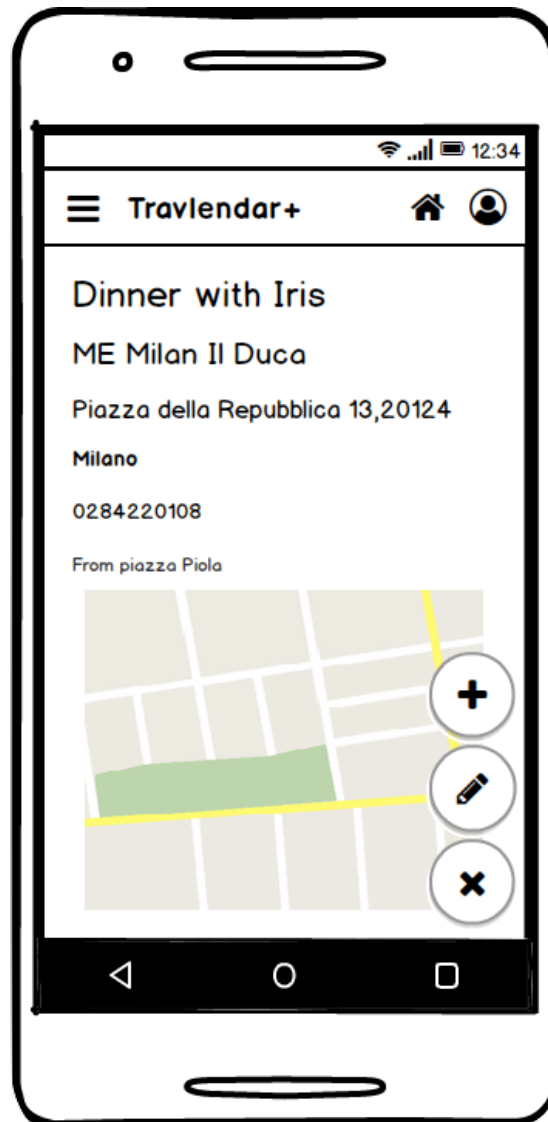 12:34
Travlendar+
Dinner with Iris
ME Milan Il Duca
Piazza della Repubblica 13,20124
Milano
0284220108
From piazza Piola